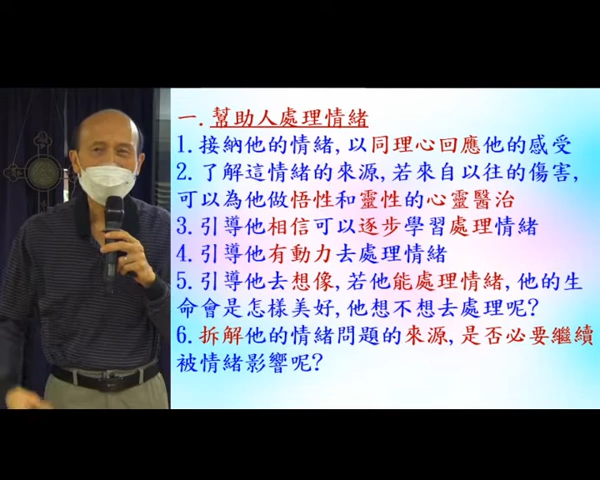 一.幫助人處理情緒
1.接納他的情緒,以同理心回應他的感受
2.了解這情緒的來源,若來自以往的傷害,
可以為他做悟性和靈性的心靈醫治
3.引導他相信可以逐步學習處理情緒
4.引導他有動力去處理情緒
5.引導他去想像,若他能處理情緒,他的生
命會是怎樣美好,他想不想去處理呢?
6.拆解他的情緒問題的來源,是否必要繼續
被情緒影響呢?